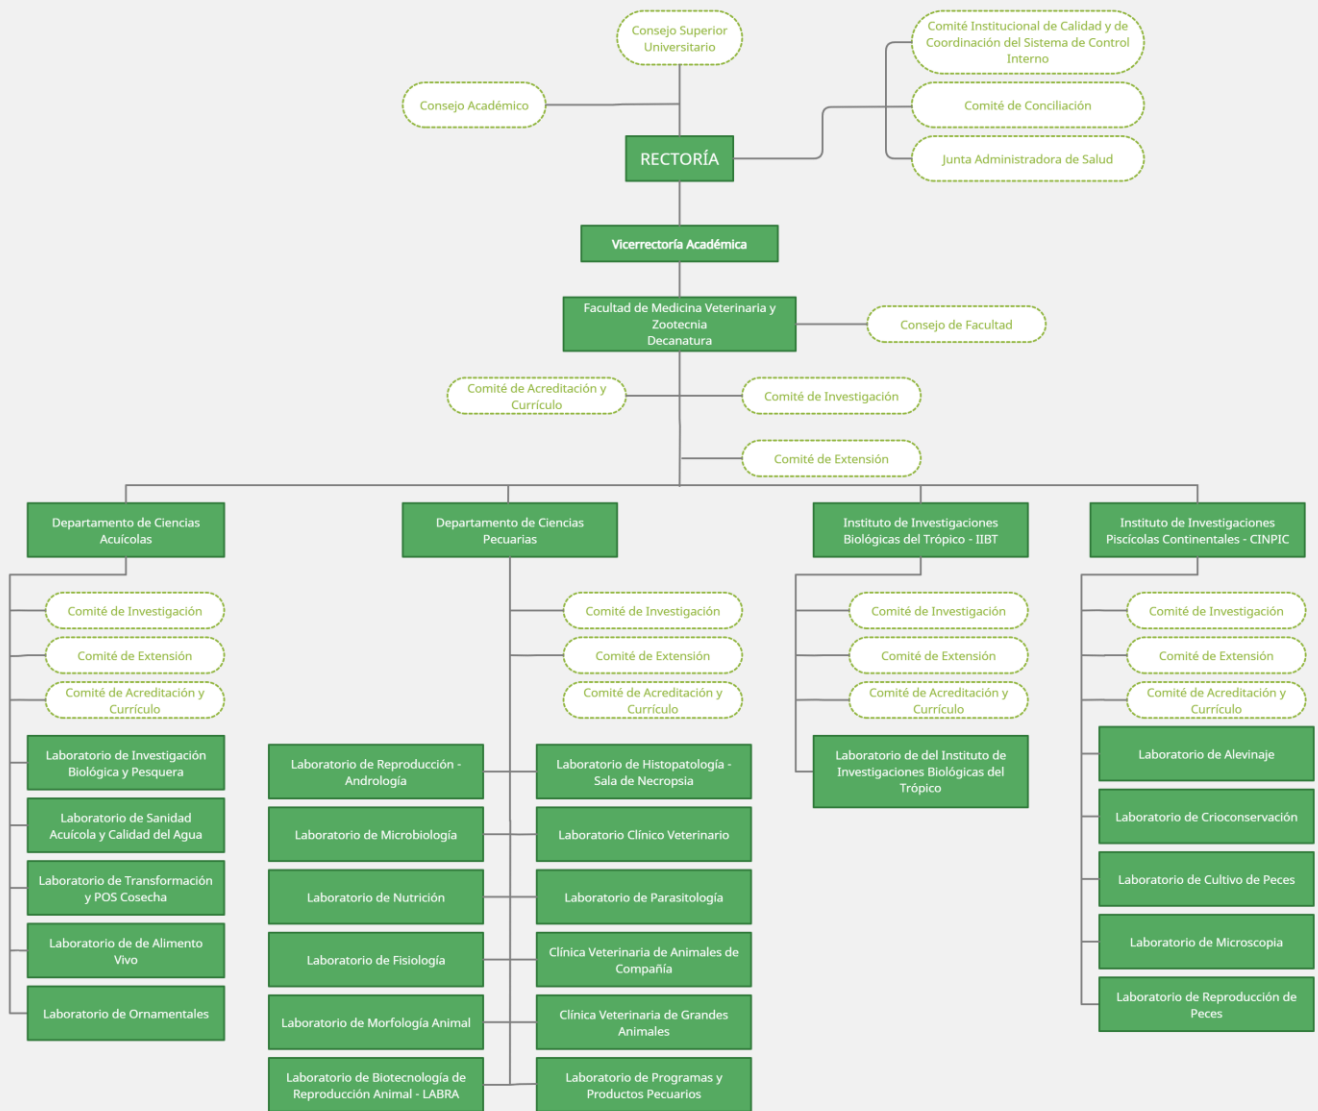 Consejo Superior
Universitario
Comité Institucional de Calidad y de
Coordinación del Sistema de Control
Interno
Consejo Académico
Comité de Conciliación
RECTORÍA
Junta Administradora de Salud
Vicerrectoría Académica
Facultad de Medicina Veterinaria y
Zootecnia
Decanatura
Consejo de Facultad
Comité de Acreditación y
Currículo
Comité de Investigación
Comité de Extensión
Departamento de Ciencias
Acuícolas
Comité de Investigación
Comité de Extensión
Comité de Acreditación y
Currículo
Laboratorio de Investigación
Biológica y Pesquera
Laboratorio de Sanidad
Acuícola y Calidad del Agua
Laboratorio de Transformación
y POS Cosecha
Laboratorio de de Alimento
Vivo
Laboratorio de Ornamentales
Departamento de Ciencias
Pecuarias
Comité de Investigación
Comité de Extensión
Comité de Acreditación y
Currículo
Laboratorio de Reproducción -
Andrología
Laboratorio de Microbiología
Laboratorio de Nutrición
Laboratorio de Fisiología
Laboratorio de Morfología Animal
Laboratorio de Biotecnología de
Reproducción Animal - LABRA
Laboratorio de Histopatología -
Sala de Necropsia
Laboratorio Clínico Veterinario
Laboratorio de Parasitología
Clínica Veterinaria de Animales de
Compañía
Clínica Veterinaria de Grandes
Animales
Laboratorio de Programas y
Productos Pecuarios
Instituto de Investigaciones
Biológicas del Trópico - IIBT
Comité de Investigación
Comité de Extensión
Comité de Acreditación y
Currículo
Laboratorio de del Instituto de
Investigaciones Biológicas del
Trópico
Instituto de Investigaciones
Piscícolas Continentales - CINPIC
Comité de Investigación
Comité de Extensión
Comité de Acreditación y
Currículo
Laboratorio de Alevinaje
Laboratorio de Crioconservación
Laboratorio de Cultivo de Peces
Laboratorio de Microscopia
Laboratorio de Reproducción de
Peces